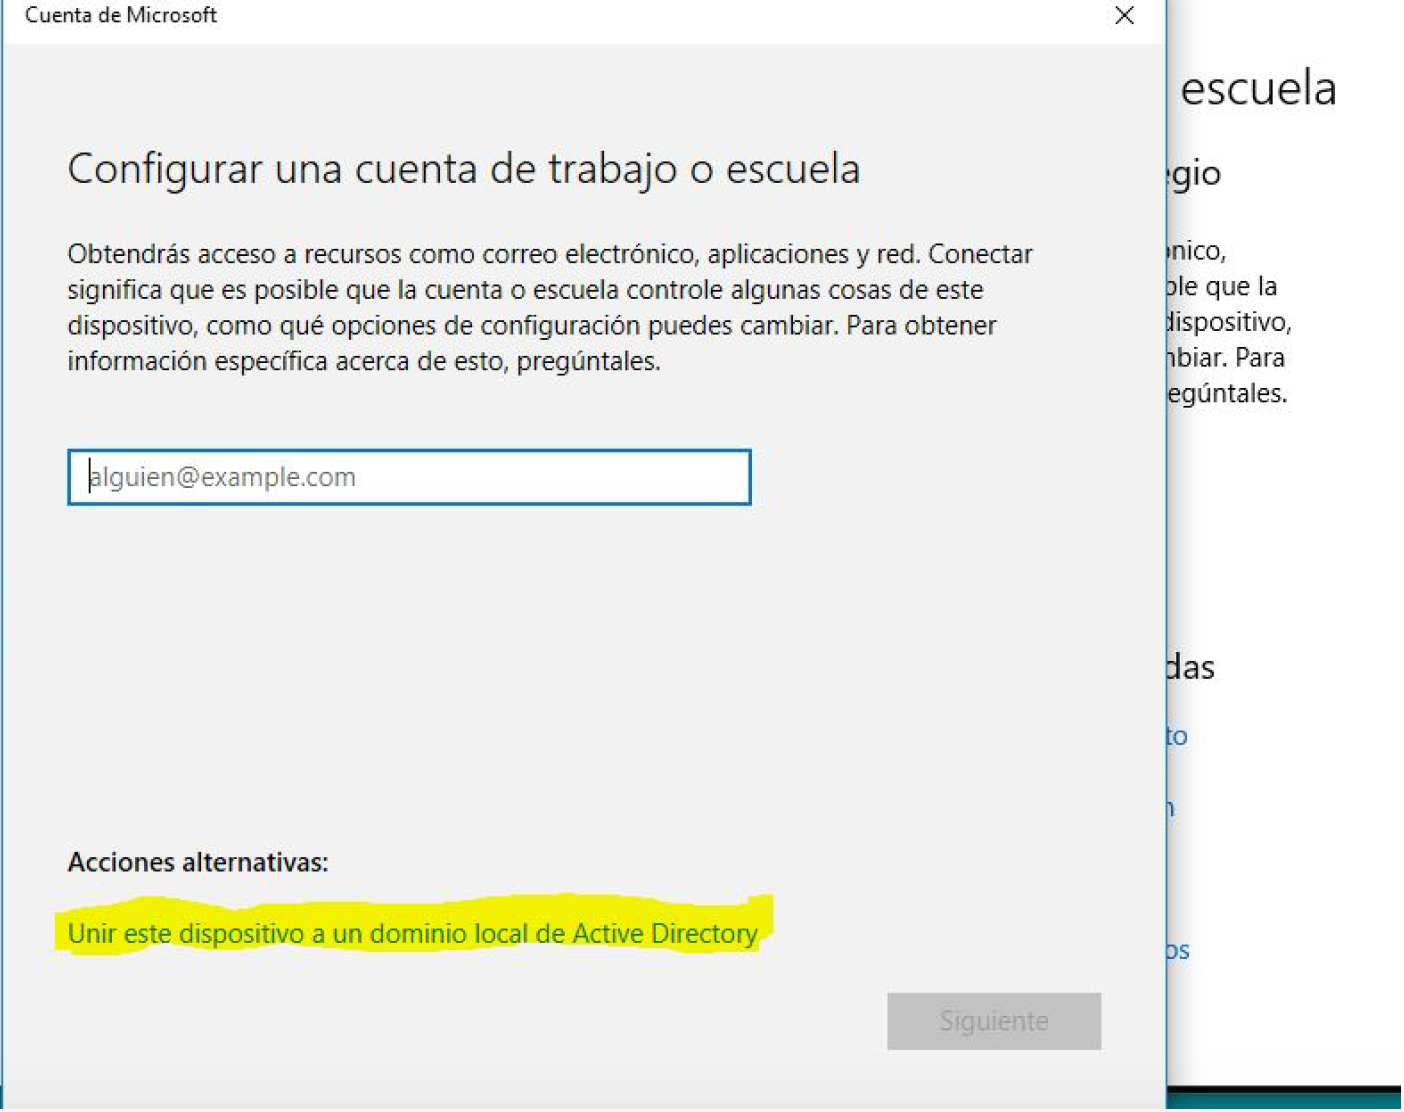 Cuenta de Microsoft
Configurar una cuenta de trabajo o escuela
Obtendrás acceso a recursos como correo electrónico, aplicaciones y red. Conectar
significa que es posible que la cuenta o escuela controle algunas cosas de este
dispositivo, como qué opciones de configuración puedes cambiar. Para obtener
información específica acerca de esto, pregúntales.
alguien@example.com
Acciones alternativas:
Unir este dispositivo a un dominio local de Active Directory
Siguiente
escuela
egio
ónico,
ble que la
dispositivo,
mbiar. Para
egúntales.
das
to
os